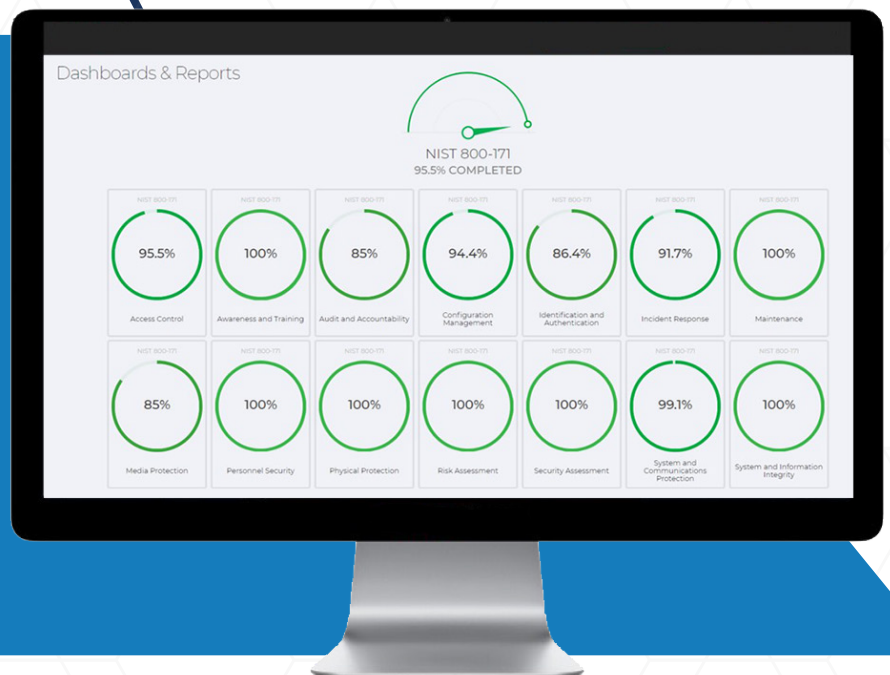 Dashboards & Reports
NIST 800-171
95.5% COMPLETED
NIST 800-171
95.5%
Access Control
NIST 800-171
100%
Awareness and Training
NIST 800-171
85%
Audit and Accountability
NIST 800-171
94.4%
Configuration
Management
NIST 800-171
86.4%
Identification and
Authentication
NIST 800-171
91.7%
Incident Response
NIST 800-171
100%
Maintenance
NIST 800-171
85%
Media Protection
NIST 800-171
100%
Personnel Security
NIST 800-171
100%
Physical Protection
NIST 800-171
100%
Risk Assessment
NIST 800-171
100%
Security Assessment
NIST 800-171
99.1%
System and
Communications
Protection
NIST 800-171
100%
System and Information
Integrity